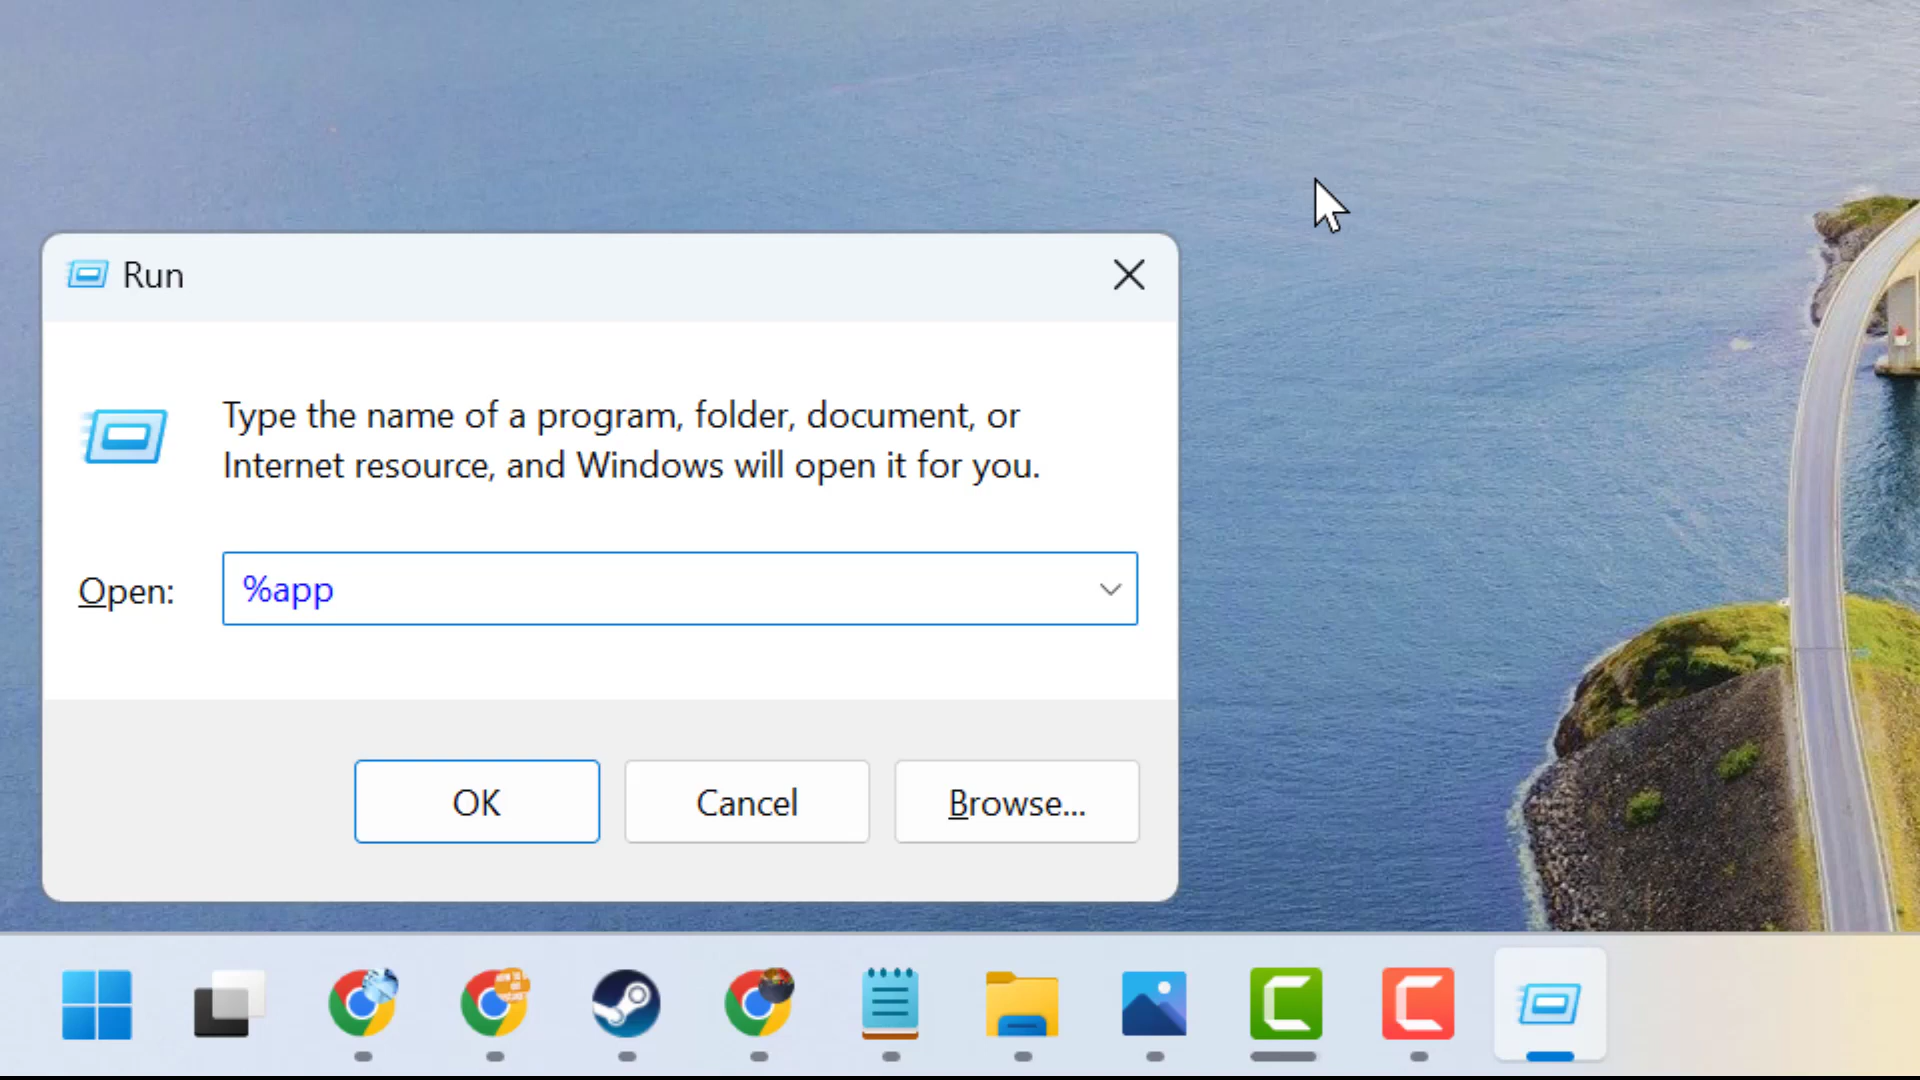 Run
Type the name of a program, folder, document, or
Internet resource, and Windows will open it for you.
Open:
%app
OK
Cancel
Browse...